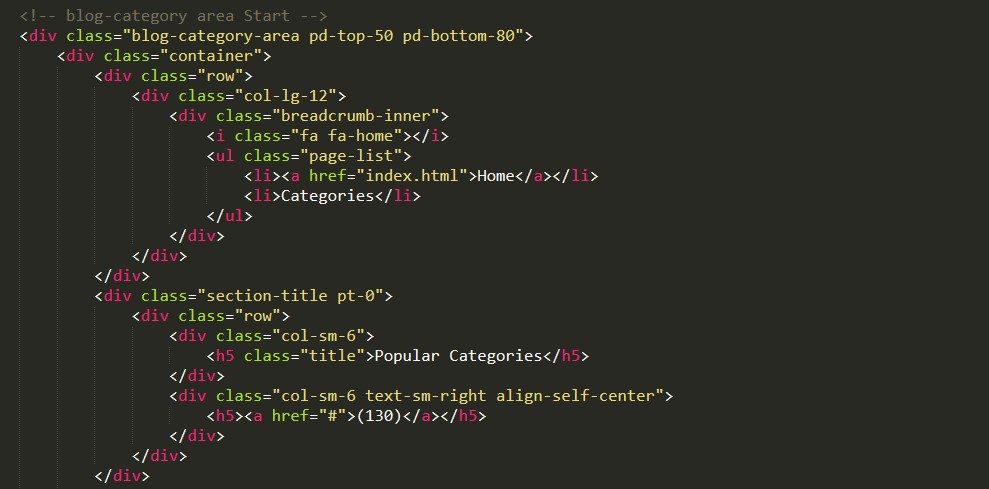 <!-- blog-category area Start -->
<div class="blog-category-area pd-top-50 pd-bottom-80">
    <div class="container">
        <div class="row">
            <div class="col-lg-12">
                <div class="breadcrumb-inner">
                    <i class="fa fa-home"></i>
                    <ul class="page-list">
                        <li><a href="index.html">Home</a></li>
                        <li>Categories</li>
                    </ul>
                </div>
            </div>
        </div>
        <div class="section-title pt-0">
            <div class="row">
                <div class="col-sm-6">
                    <h5 class="title">Popular Categories</h5>
                </div>
                <div class="col-sm-6 text-sm-right align-self-center">
                    <h5><a href="#">(130)</a></h5>
                </div>
            </div>
        </div>